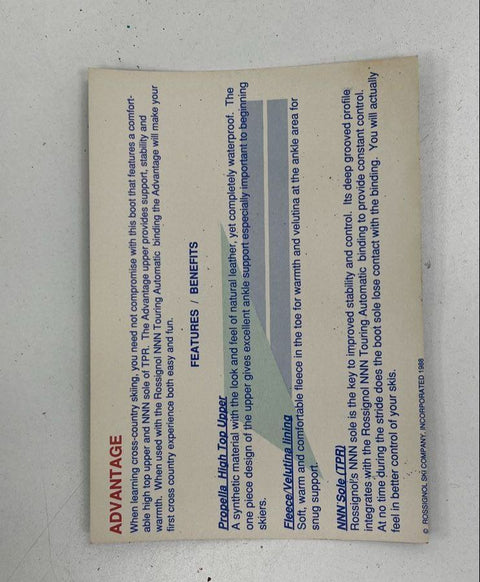 ADVANTAGE
When learning cross-country skiing, you need not compromise with this boot that features a comfort-
able high top upper and NNN sole of TPR. The Advantage upper provides support, stability and
warmth. When used with the Rossignol NNN Touring Automatic binding the Advantage will make your
first cross country experience both easy and fun.
FEATURES / BENEFITS
Propella High Top Upper
A synthetic material with the look and feel of natural leather, yet completely waterproof. The
one piece design of the upper gives excellent ankle support especially important to beginning
skiers.
Fleece/Velutina lining
Soft, warm and comfortable fleece in the toe for warmth and velutina at the ankle area for
snug support.
NNN Sole (TPR)
Rossignol's NNN sole is the key to improved stability and control. Its deep grooved profile
integrates with the Rossignol NNN Touring Automatic binding to provide constant control.
At no time during the stride does the boot sole lose contact with the binding. You will actually
feel in better control of your skis.
© ROSSIGNOL SKI COMPANY, INCORPORATED 1988